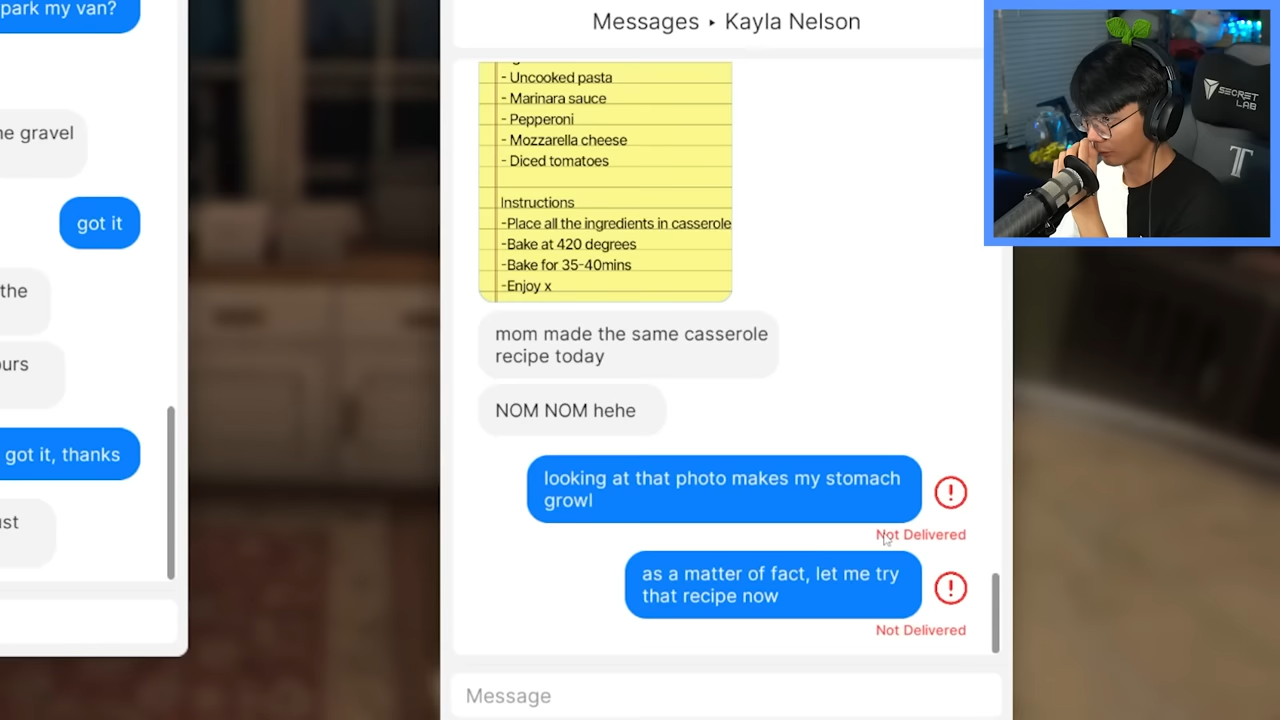 park my van?
he gravel
got it
the
ours
got it, thanks
ust
Messages ‣ Kayla Nelson
- Uncooked pasta
- Marinara sauce
- Pepperoni
- Mozzarella cheese
- Diced tomatoes
Instructions
-Place all the ingredients in casserole
-Bake at 420 degrees
-Bake for 35-40mins
-Enjoy x
mom made the same casserole
recipe today
NOM NOM hehe
looking at that photo makes my stomach
growl
Not Delivered
as a matter of fact, let me try
that recipe now
Not Delivered
Message
SECRET
LAB